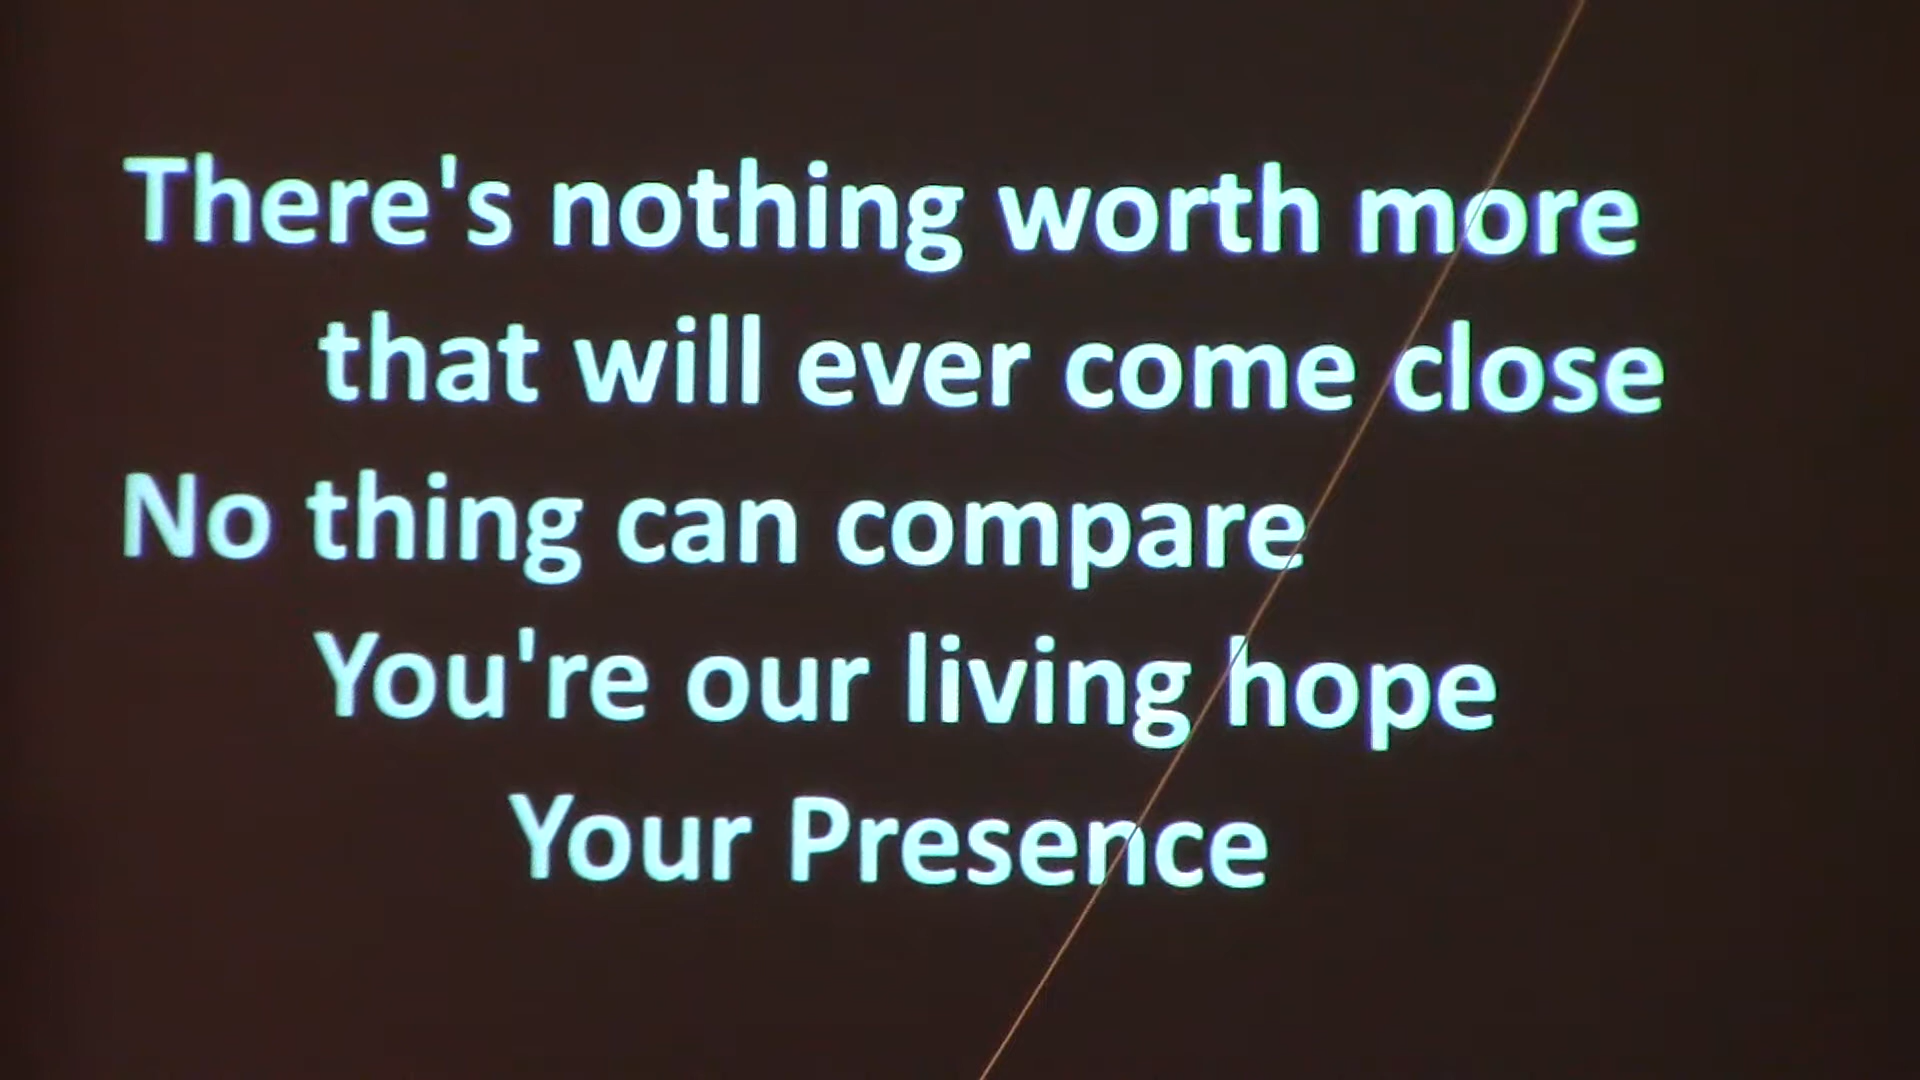 There's nothing worth more
that will ever come close
No thing can compare
You're our living hope
Your Presence